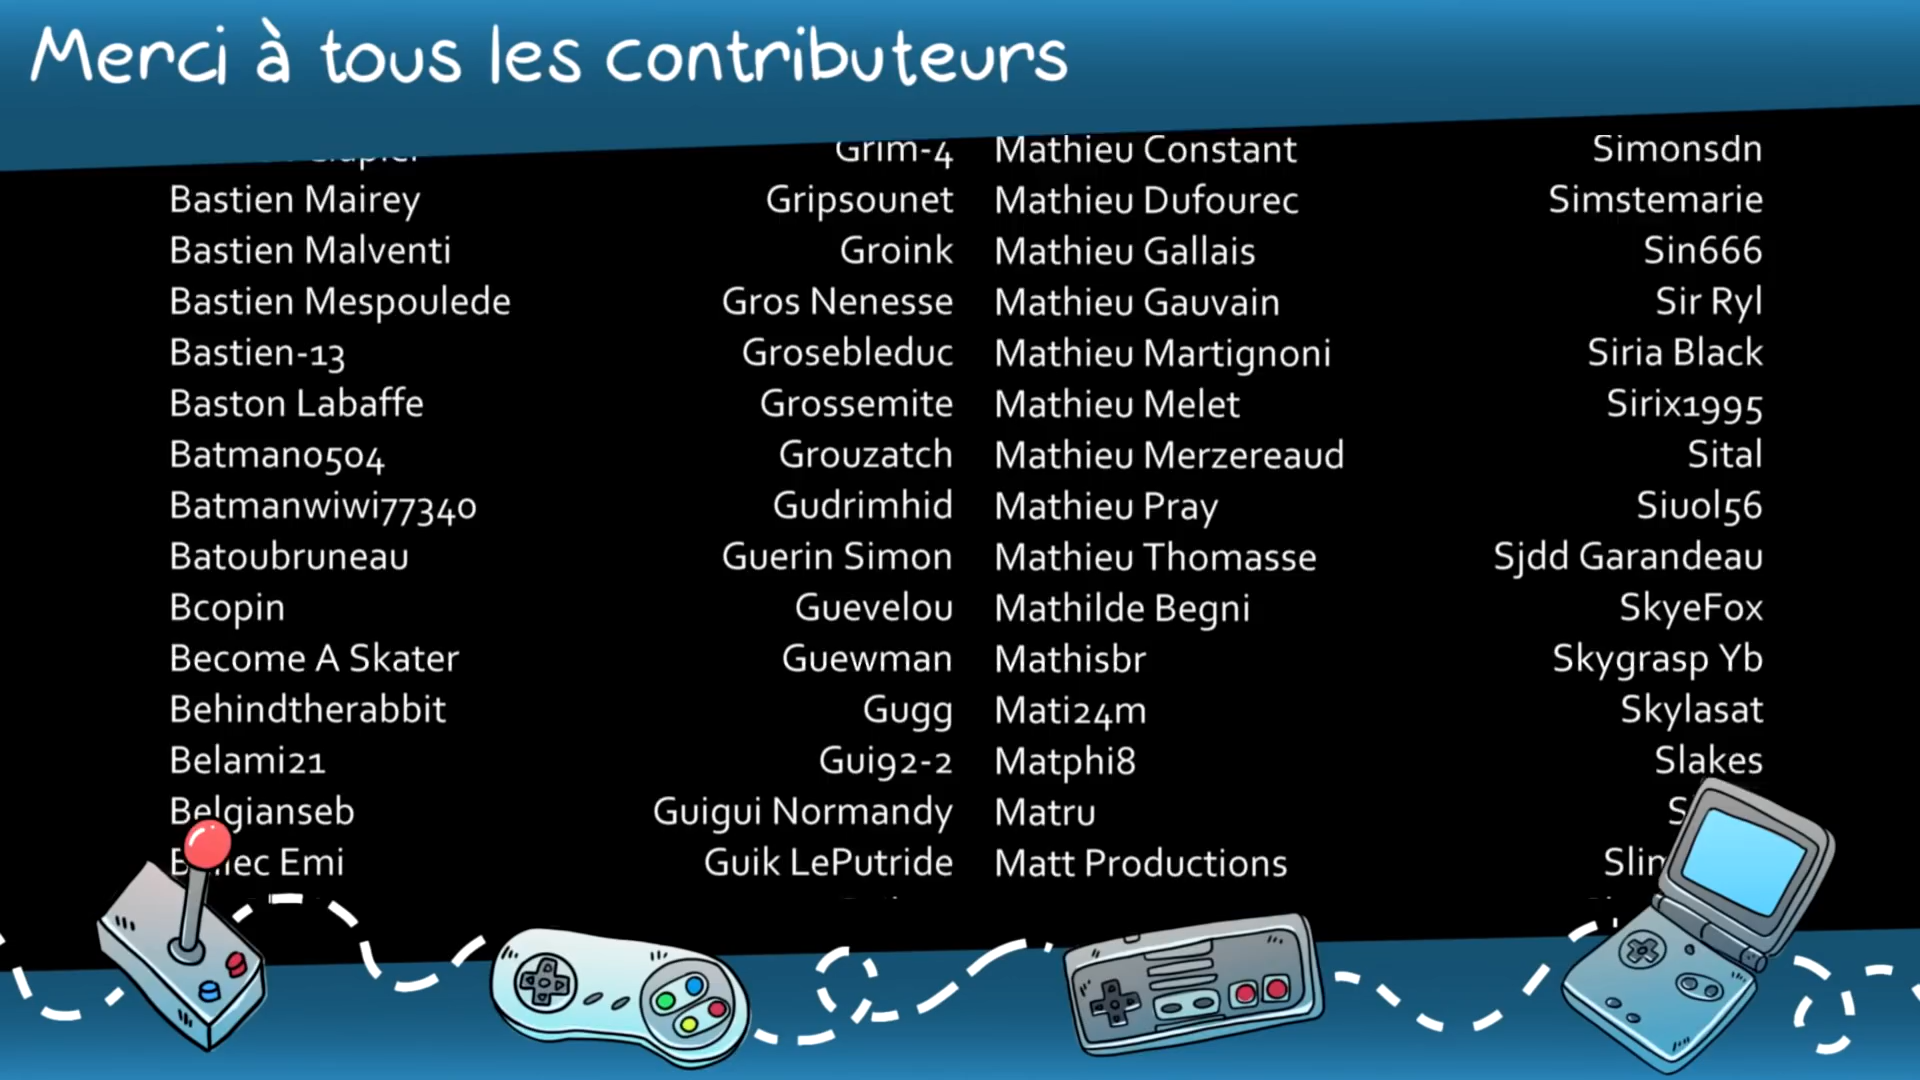 Merci à tous les contributeurs
Bastien Mairey
Bastien Malventi
Bastien Mespoulede
Bastien-13
Baston Labaffe
Batman0504
Batmanwiwi77340
Batoubruneau
Bcopin
Become A Skater
Behindtherabbit
Belami21
Belgianseb
Emi
Grim-4
Gripsounet
Groink
Gros Nenesse
Grosebleduc
Grossemite
Grouzatch
Gudrimhid
Guerin Simon
Guevelou
Guewman
Gugg
Gui92-2
Guigui Normandy
Guik LePutride
Mathieu Constant
Mathieu Dufourec
Mathieu Gallais
Mathieu Gauvain
Mathieu Martignoni
Mathieu Melet
Mathieu Merzereaud
Mathieu Pray
Mathieu Thomasse
Mathilde Begni
Mathisbr
Mati24m
Matphi8
Matru
Matt Productions
Simonsdn
Simstemarie
Sin666
Sir Ryl
Siria Black
Sirix1995
Sital
Siuol56
Sjdd Garandeau
SkyeFox
Skygrasp Yb
Skylasat
Slakes